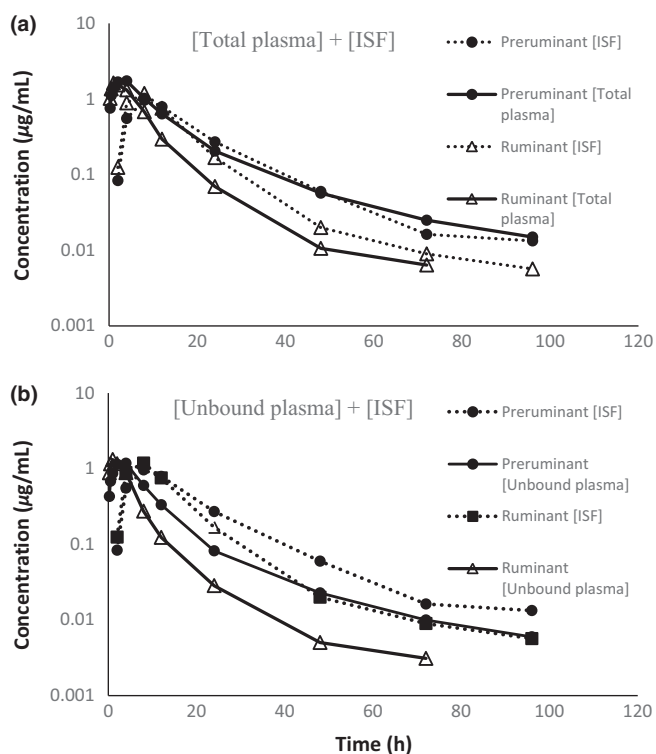 (a)
[Total plasma] + [ISF]
Concentration (µg/mL)
10
1
0.1
0.01
0.001
0 20 40 60 80 100 120
Preruminant [ISF]
Preruminant [Total
plasma]
Ruminant [ISF]
Ruminant [Total
plasma]
(b)
[Unbound plasma] + [ISF]
Concentration (µg/mL)
10
1
0.1
0.01
0.001
0 20 40 60 80 100 120
Time (h)
Preruminant [ISF]
Preruminant
[Unbound plasma]
Ruminant [ISF]
Ruminant
[Unbound plasma]